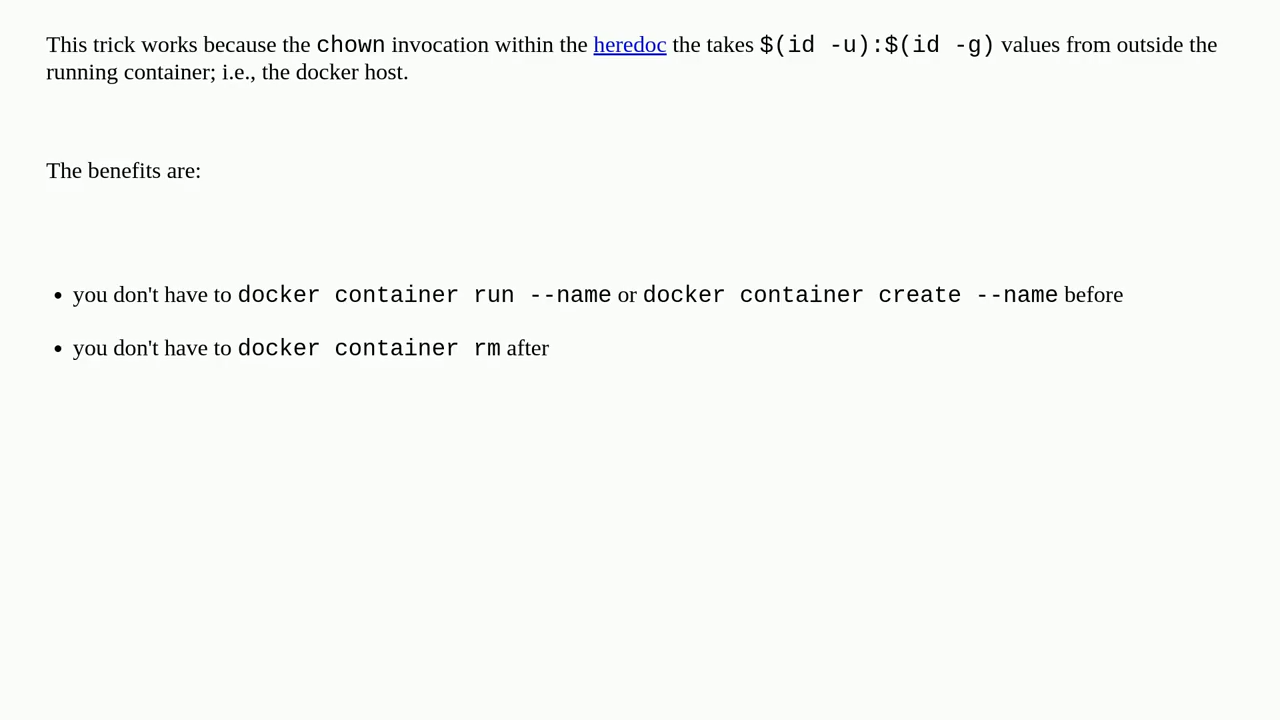 This trick works because the chown invocation within the heredoc the takes $(id -u):$(id -g) values from outside the
running container; i.e., the docker host.
The benefits are:
• you don't have to docker container run --name or docker container create --name before
• you don't have to docker container rm after